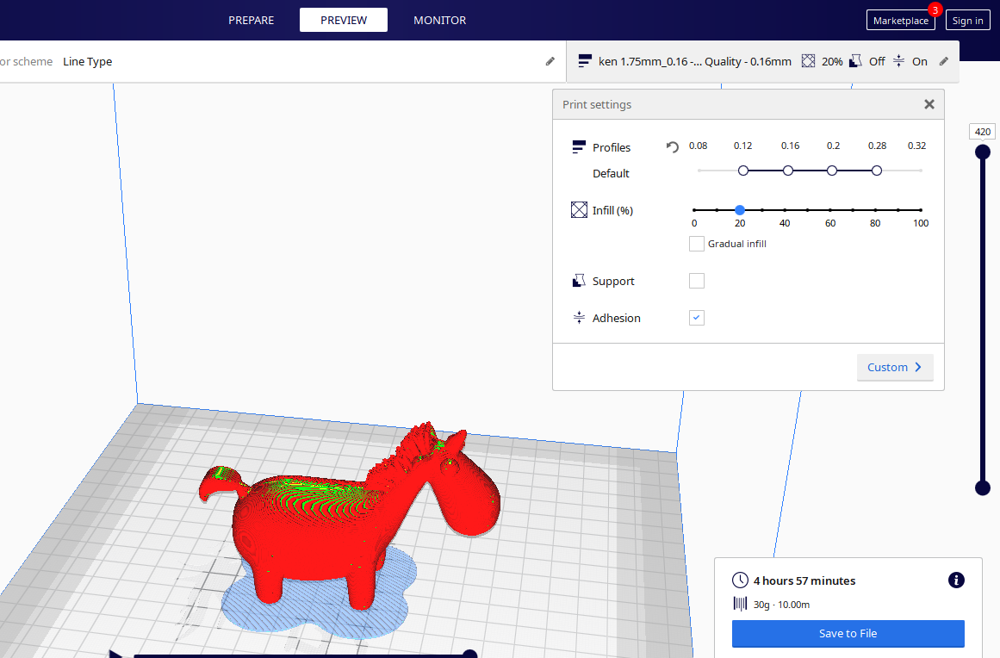 PREPARE PREVIEW MONITOR Marketplace 3 Sign in
or scheme Line Type ken 1.75mm_0.16 -... Quality - 0.16mm 20% Off On
Print settings
420
Profiles 0.08 0.12 0.16 0.2 0.28 0.32
Default
Infill (%)
0 20 40 60 80 100
Gradual infill
Support
Adhesion
Custom
4 hours 57 minutes
30g · 10.00m
Save to File